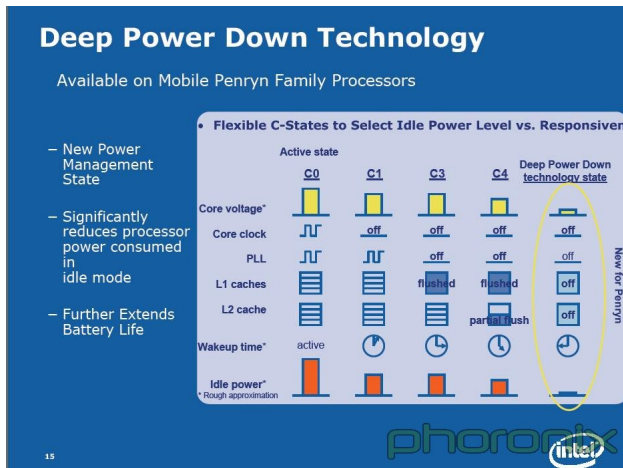 Deep Power Down Technology
Available on Mobile Penryn Family Processors
– New Power
Management
State
– Significantly
reduces processor
power consumed
in
idle mode
– Further Extends
Battery Life
• Flexible C-States to Select Idle Power Level vs. Responsiven
Active state
C0 C1 C3 C4 Deep Power Down
technology state
Core voltage*
Core clock off off off off
PLL off off off
L1 caches flushed flushed off
L2 cache partial flush off
Wakeup time* active
Idle power*
* Rough approximation
New for Penryn
15
phoronix
intel